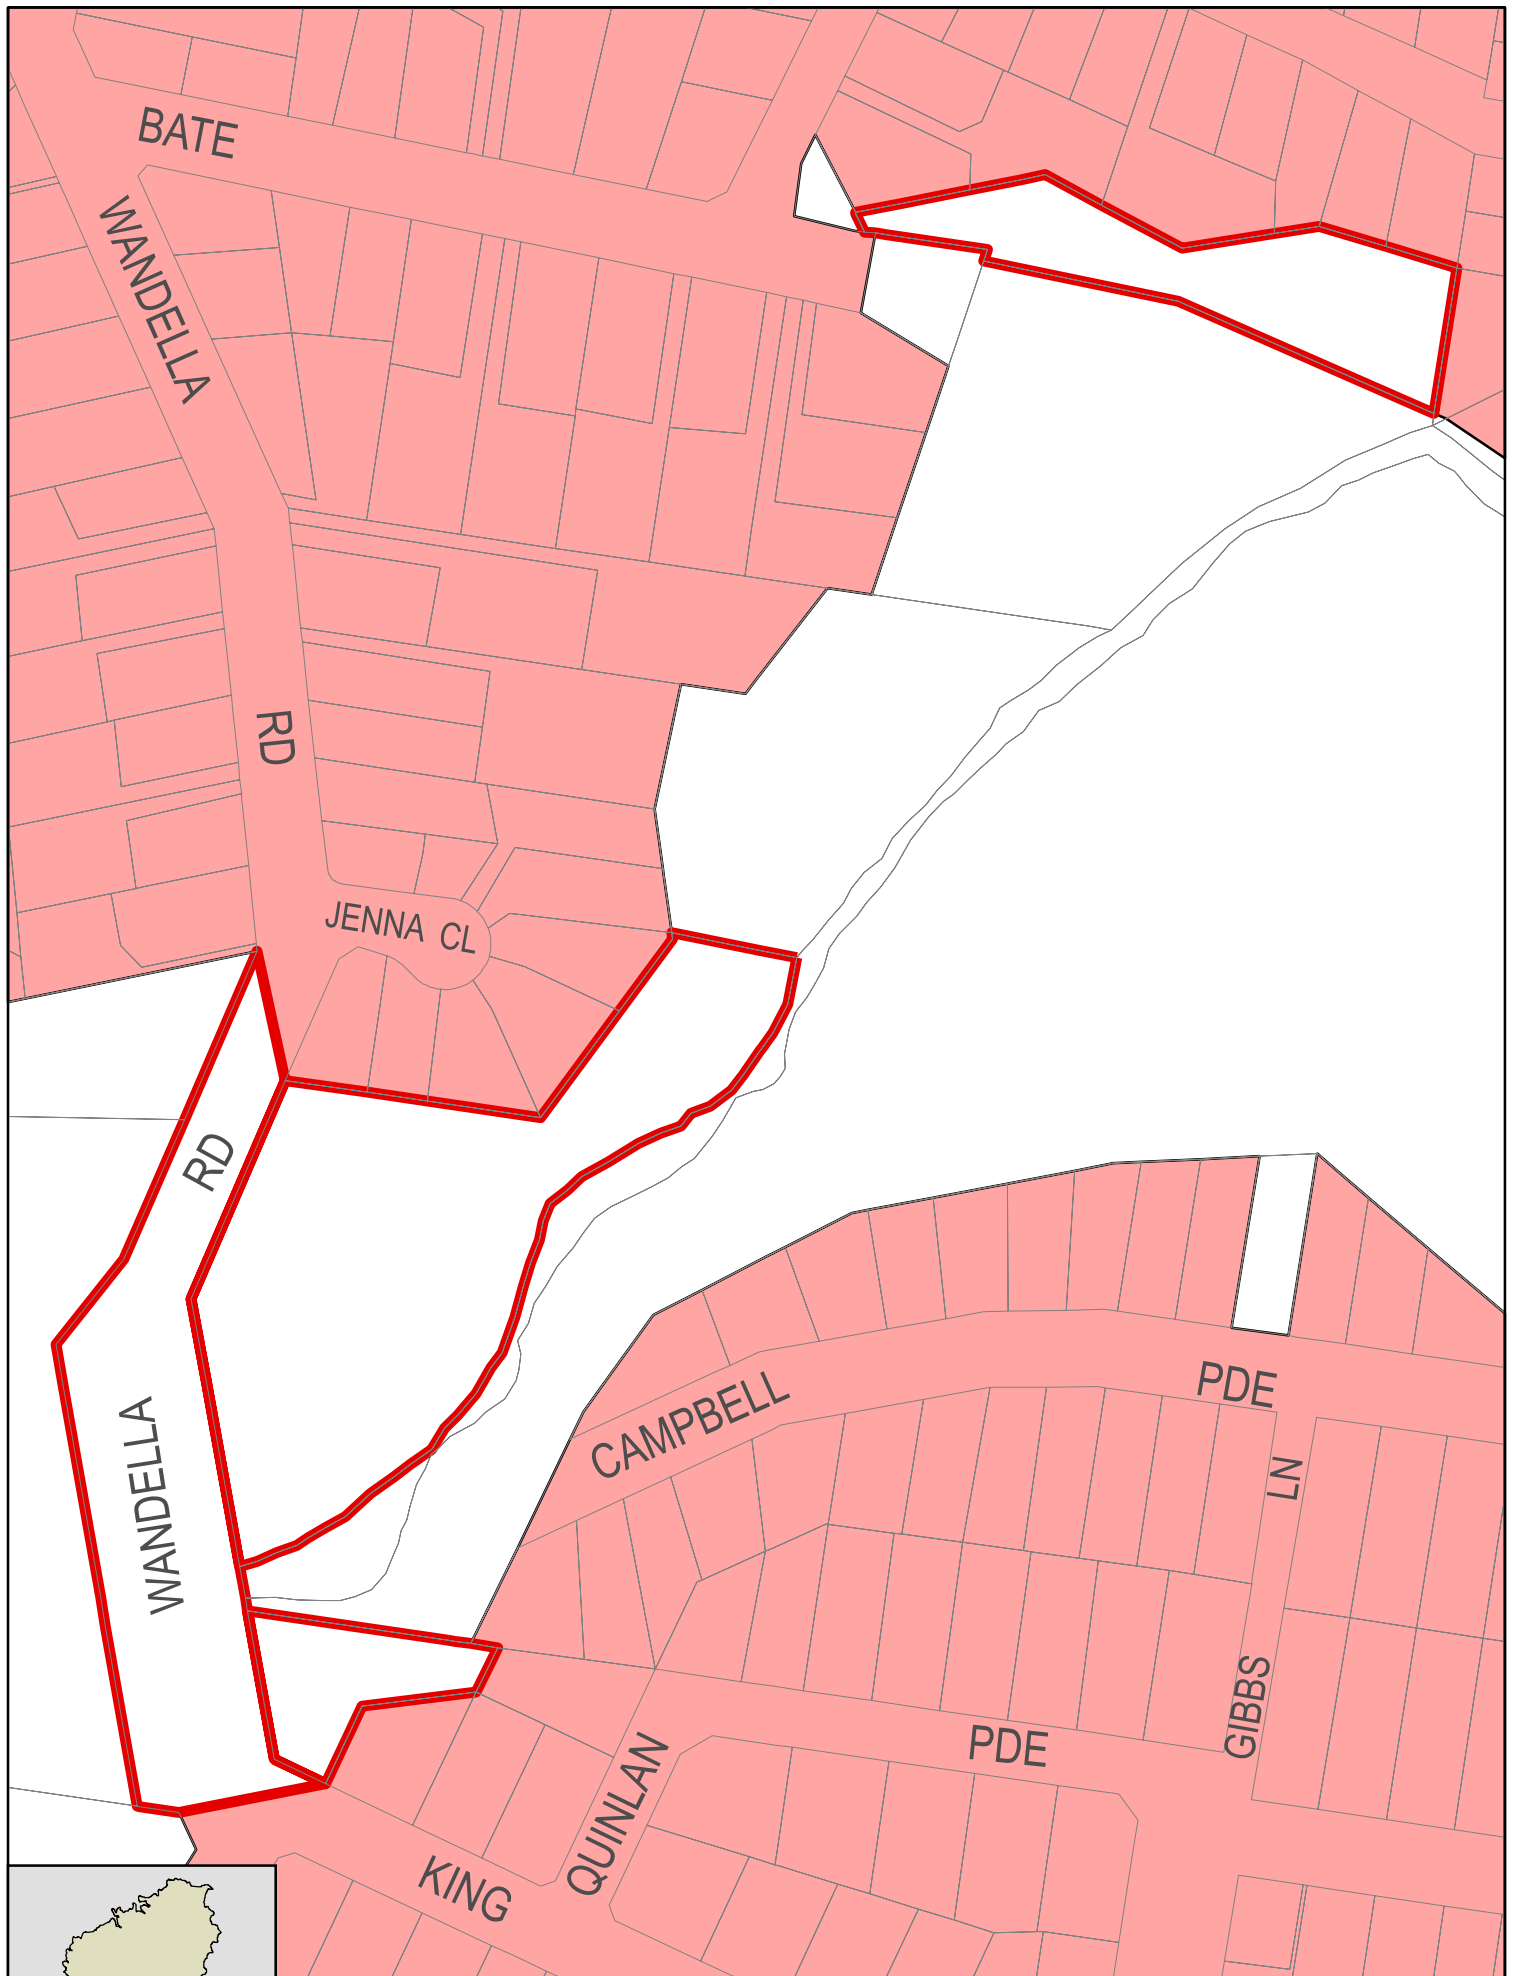 BATE
WANDELLA
RD
JENNA CL
RD
WANDELLA
CAMPBELL
PDE
LN
GIBBS
PDE
QUINLAN
KING